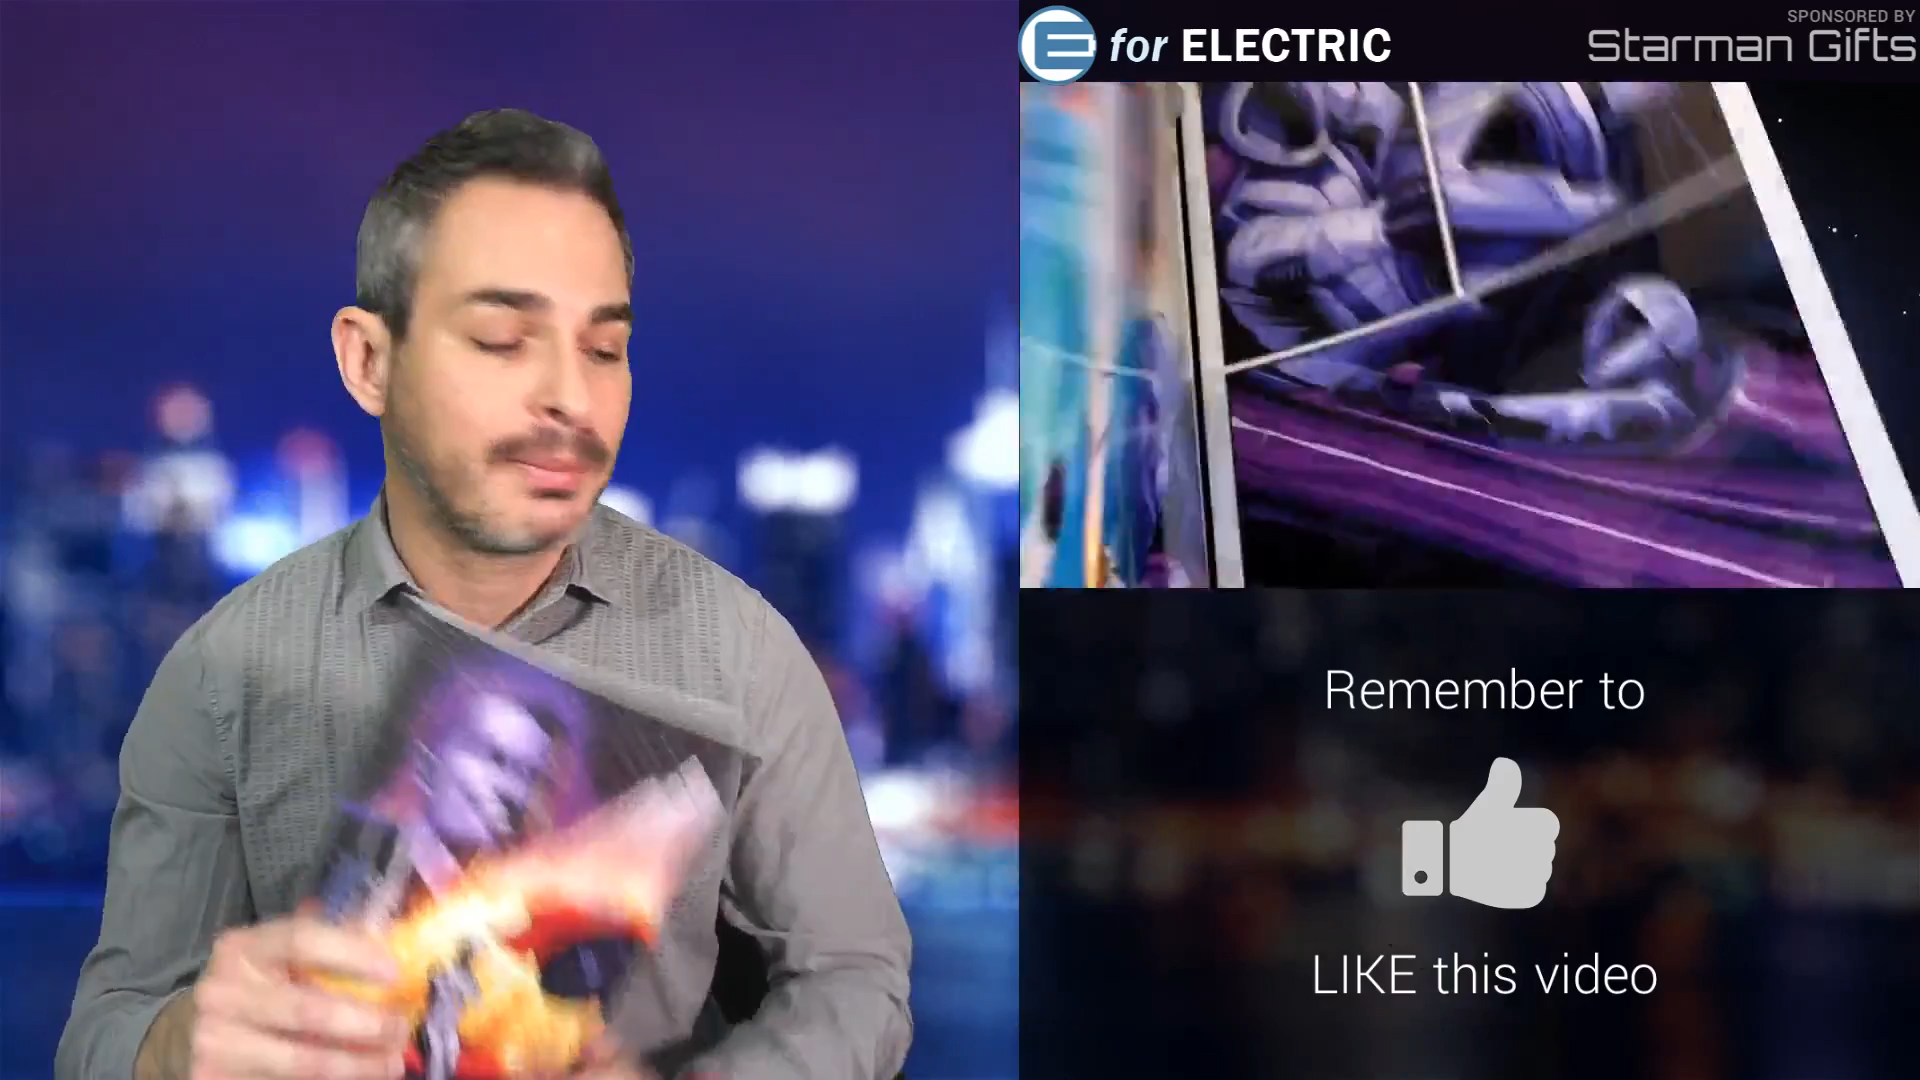 E for ELECTRIC
SPONSORED BY
Starman Gifts
Remember to
LIKE this video